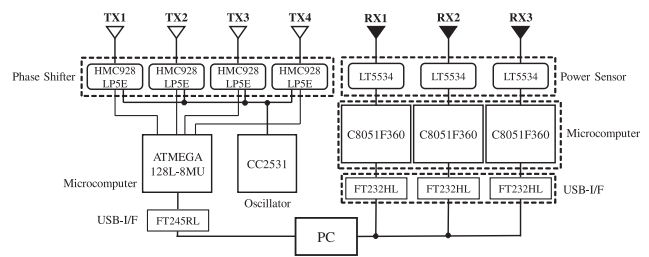 TX1 TX2 TX3 TX4 RX1 RX2 RX3
Phase Shifter
HMC928 LP5E
HMC928 LP5E
HMC928 LP5E
HMC928 LP5E
LT5534 LT5534 LT5534
Power Sensor
C8051F360 C8051F360 C8051F360
Microcomputer
ATMEGA
128L-8MU
Microcomputer
CC2531
Oscillator
FT232HL FT232HL FT232HL
USB-I/F
USB-I/F
FT245RL
PC